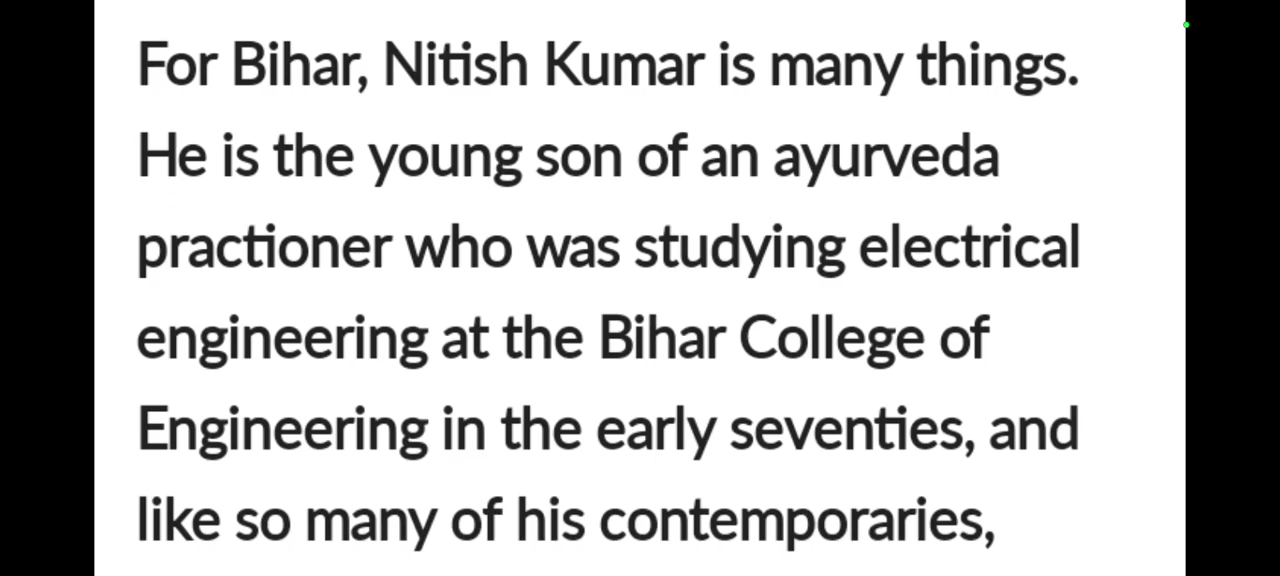 For Bihar, Nitish Kumar is many things.
He is the young son of an ayurveda
practioner who was studying electrical
engineering at the Bihar College of
Engineering in the early seventies, and
like so many of his contemporaries,